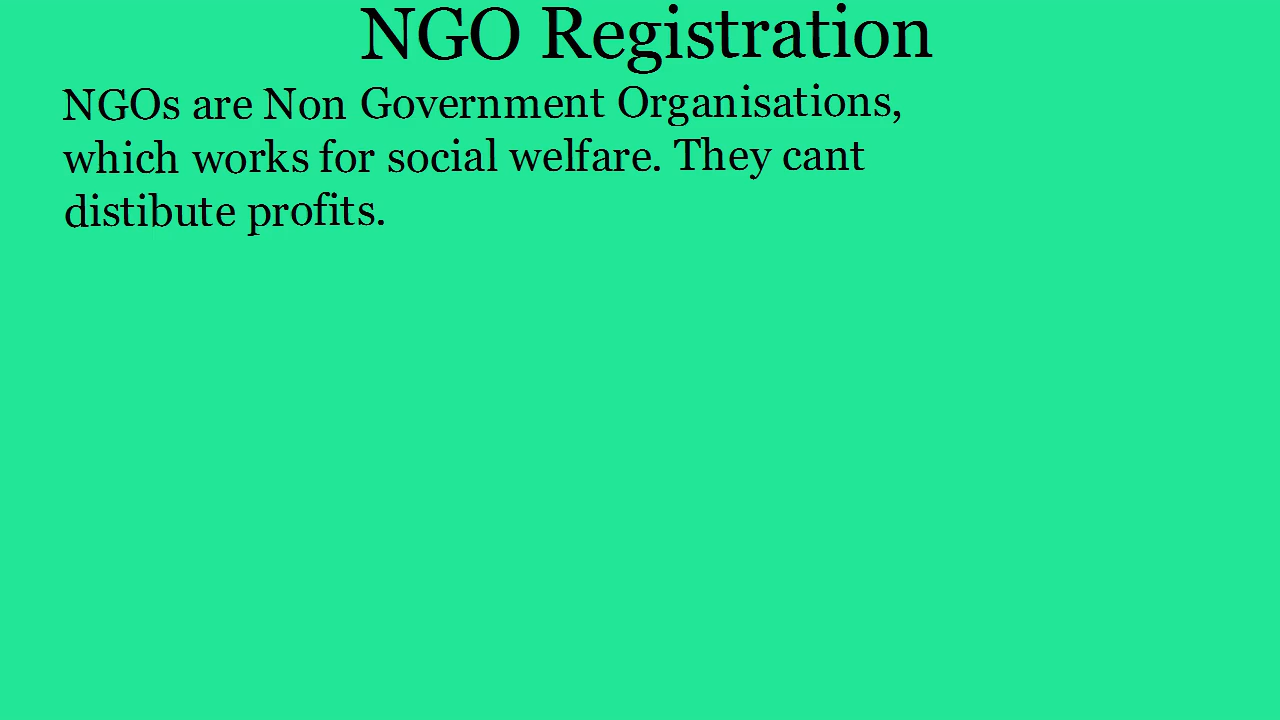 NGO Registration
NGOs are Non Government Organisations,
which works for social welfare. They cant
distibute profits.